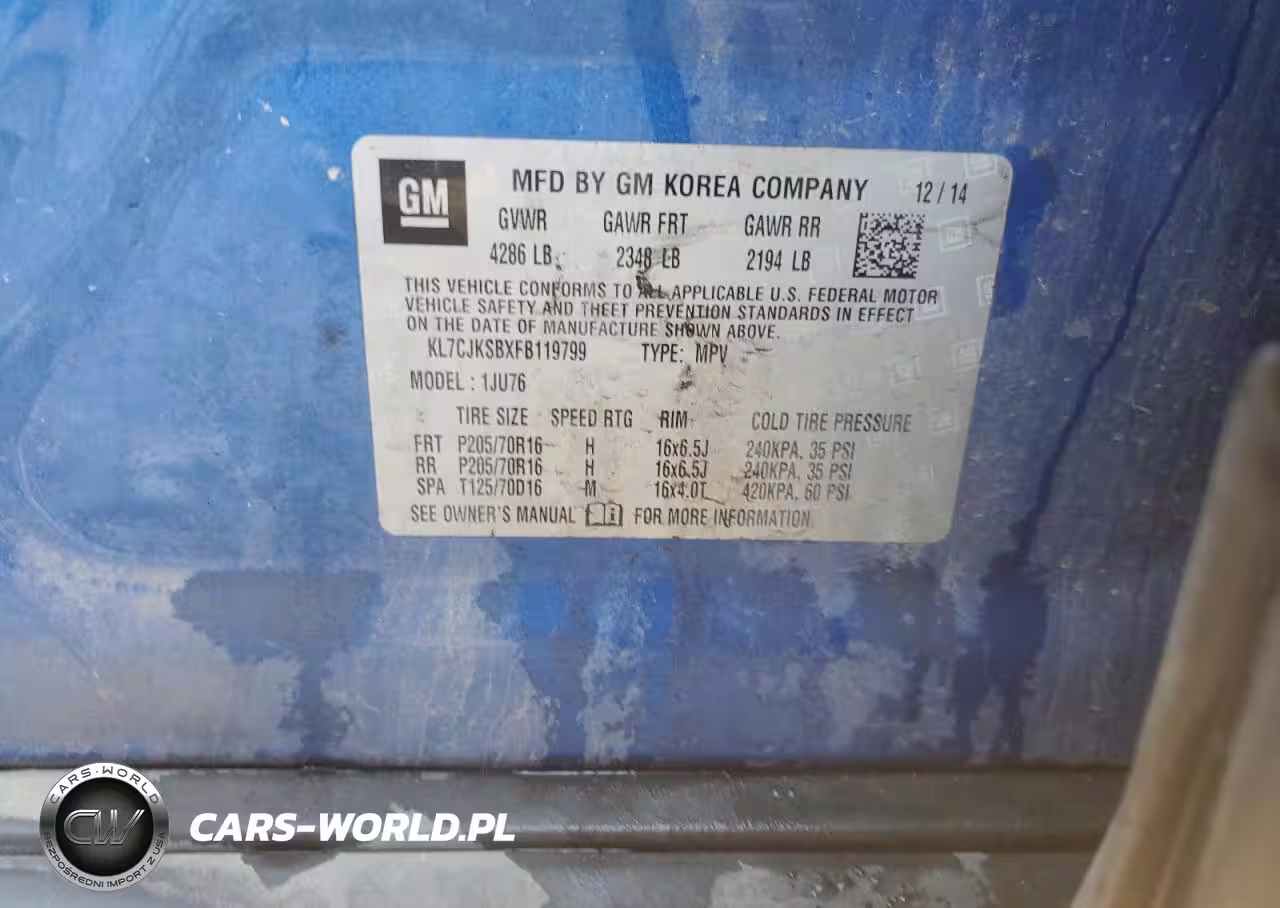 GM
MFD BY GM KOREA COMPANY 12 / 14
GVWR GAWR FRT GAWR RR
4286 LB 2348 LB 2194 LB
THIS VEHICLE CONFORMS TO ALL APPLICABLE U.S. FEDERAL MOTOR
VEHICLE SAFETY AND THEFT PREVENTION STANDARDS IN EFFECT
ON THE DATE OF MANUFACTURE SHOWN ABOVE.
KL7CJKSBXFB119799 TYPE: MPV
MODEL : 1JU76
TIRE SIZE SPEED RTG RIM COLD TIRE PRESSURE
FRT P205/70R16 H 16x6.5J 240KPA, 35 PSI
RR P205/70R16 H 16x6.5J 240KPA, 35 PSI
SPA T125/70D16 M 16x4.0T 420KPA, 60 PSI
SEE OWNER'S MANUAL FOR MORE INFORMATION
CARS-WORLD
CW
BEZPOŚREDNI IMPORT Z USA
CARS-WORLD.PL